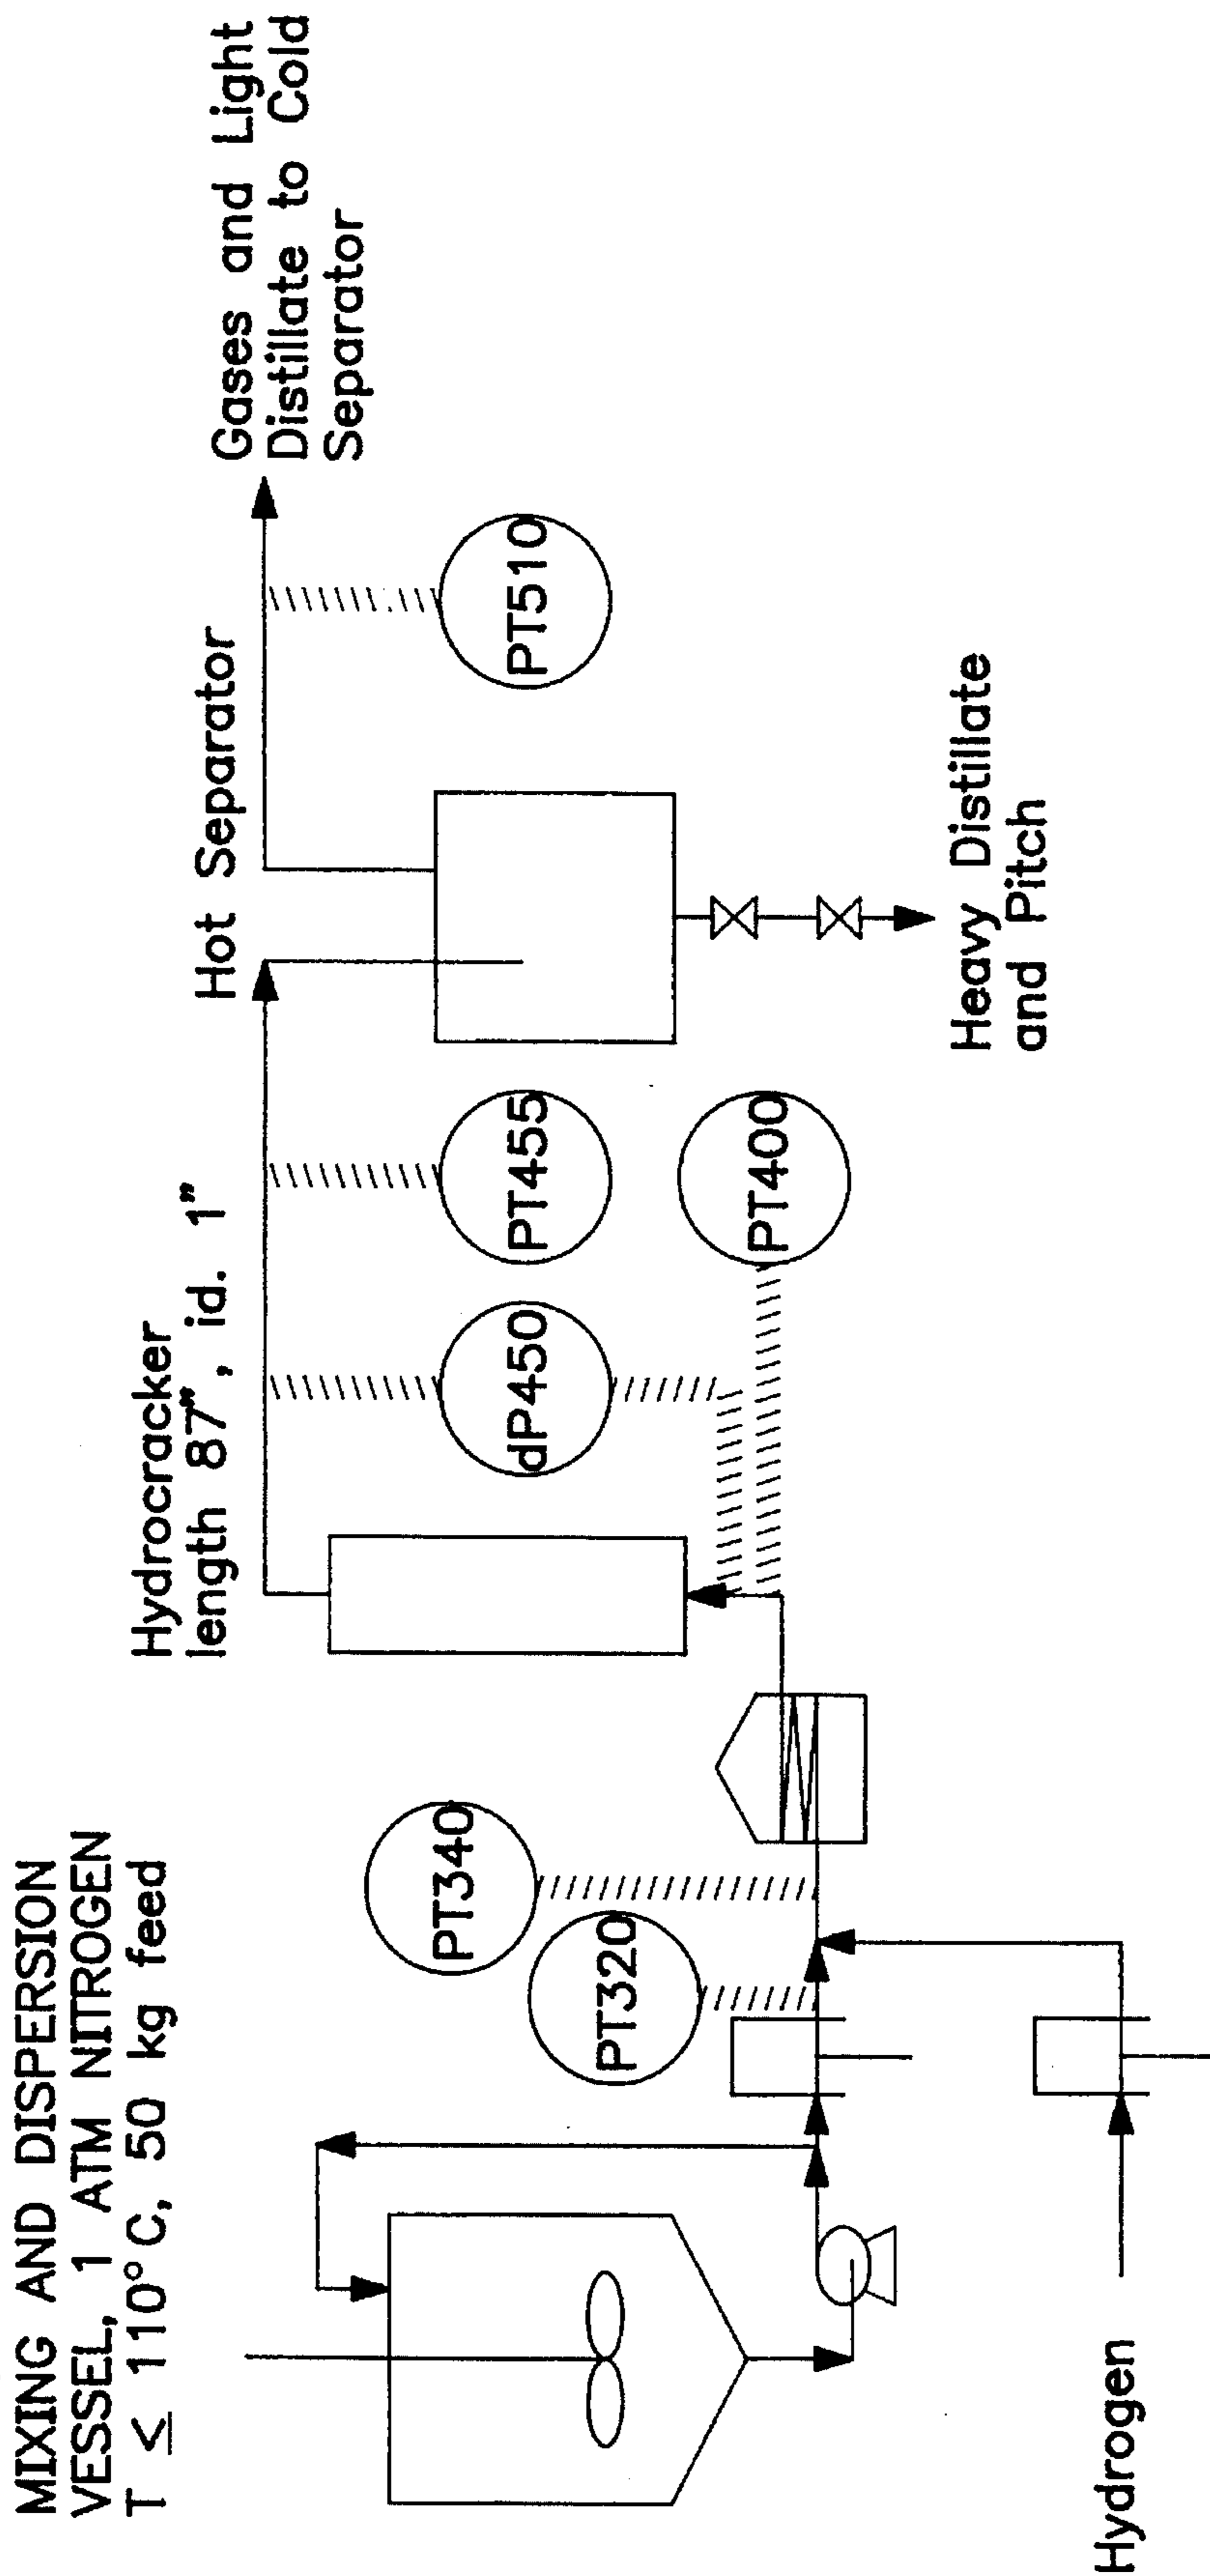 MIXING AND DISPERSION
VESSEL, 1 ATM NITROGEN
T ≤ 110°C, 50 kg feed
Hydrocracker
length 87", id. 1"
Hot Separator
Gases and Light
Distillate to Cold
Separator
PT340
PT320
dP450
PT455
PT400
PT510
Heavy Distillate
and Pitch
Hydrogen